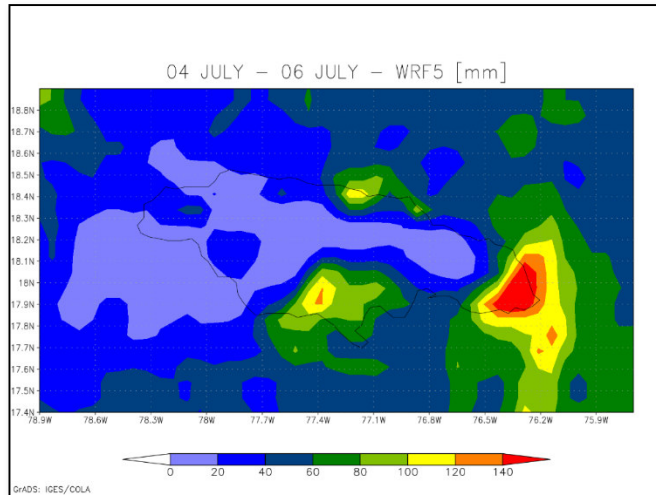 04 JULY - 06 JULY - WRF5 [mm]
18.8N
18.7N
18.6N
18.5N
18.4N
18.3N
18.2N
18.1N
18N
17.9N
17.8N
17.7N
17.6N
17.5N
17.4N
78.9W 78.6W 78.3W 78W 77.7W 77.4W 77.1W 76.8W 76.5W 76.2W 75.9W
0 20 40 60 80 100 120 140
GrADS: IGES/COLA